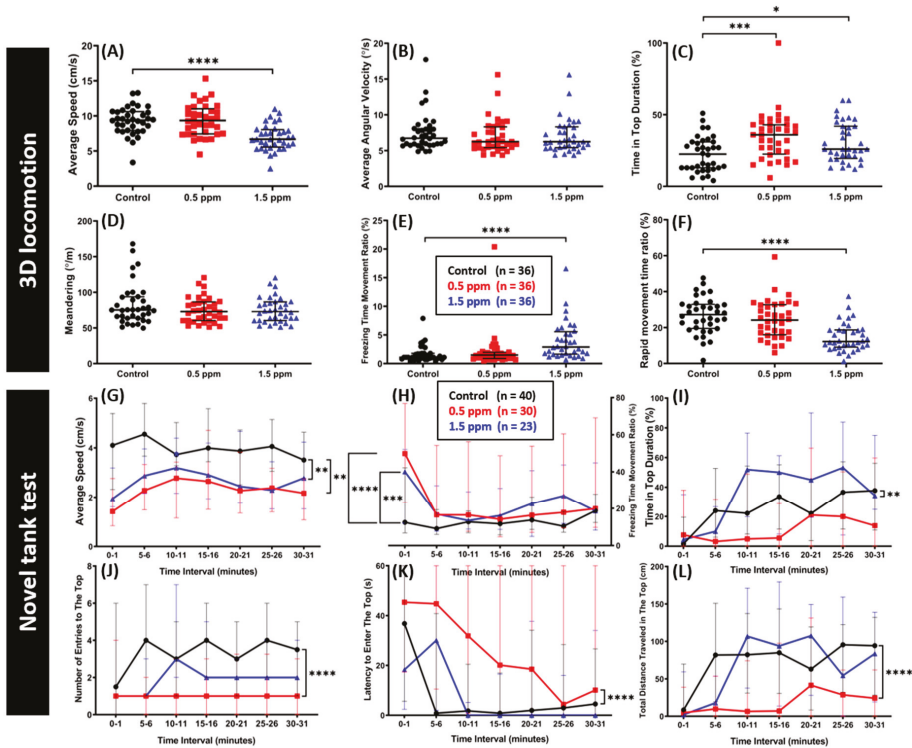 3D locomotion
(A)
Average Speed (cm/s)
20
15
10
5
0
****
Control
0.5 ppm
1.5 ppm
(B)
Average Angular Velocity (°/s)
20
15
10
5
0
Control
0.5 ppm
1.5 ppm
(C)
Time in Top Duration (%)
100
50
0
*
***
Control
0.5 ppm
1.5 ppm
(D)
Meandering (°/m)
200
150
100
50
0
Control
0.5 ppm
1.5 ppm
(E)
Freezing Time Movement Ratio (%)
25
20
15
10
5
0
****
Control (n = 36)
0.5 ppm (n = 36)
1.5 ppm (n = 36)
Control
0.5 ppm
1.5 ppm
(F)
Rapid movement time ratio (%)
80
60
40
20
0
****
Control
0.5 ppm
1.5 ppm
Novel tank test
(G)
Average Speed (cm/s)
6
4
2
0
**
**
0-1
5-6
10-11
15-16
20-21
25-26
30-31
Time Interval (minutes)
(H)
Control (n = 40)
0.5 ppm (n = 30)
1.5 ppm (n = 23)
****
***
Freezing Time Movement Ratio (%)
80
60
40
20
0
0-1
5-6
10-11
15-16
20-21
25-26
30-31
Time Interval (minutes)
(I)
Time in Top Duration (%)
100
80
60
40
20
0
**
0-1
5-6
10-11
15-16
20-21
25-26
30-31
Time Interval (minutes)
(J)
Number of Entries to The Top
8
6
4
2
0
****
0-1
5-6
10-11
15-16
20-21
25-26
30-31
Time Interval (minutes)
(K)
Latency to Enter The Top (s)
60
40
20
0
****
0-1
5-6
10-11
15-16
20-21
25-26
30-31
Time Interval (minutes)
(L)
Total Distance Traveled in Top (cm)
200
150
100
50
0
****
0-1
5-6
10-11
15-16
20-21
25-26
30-31
Time Interval (minutes)